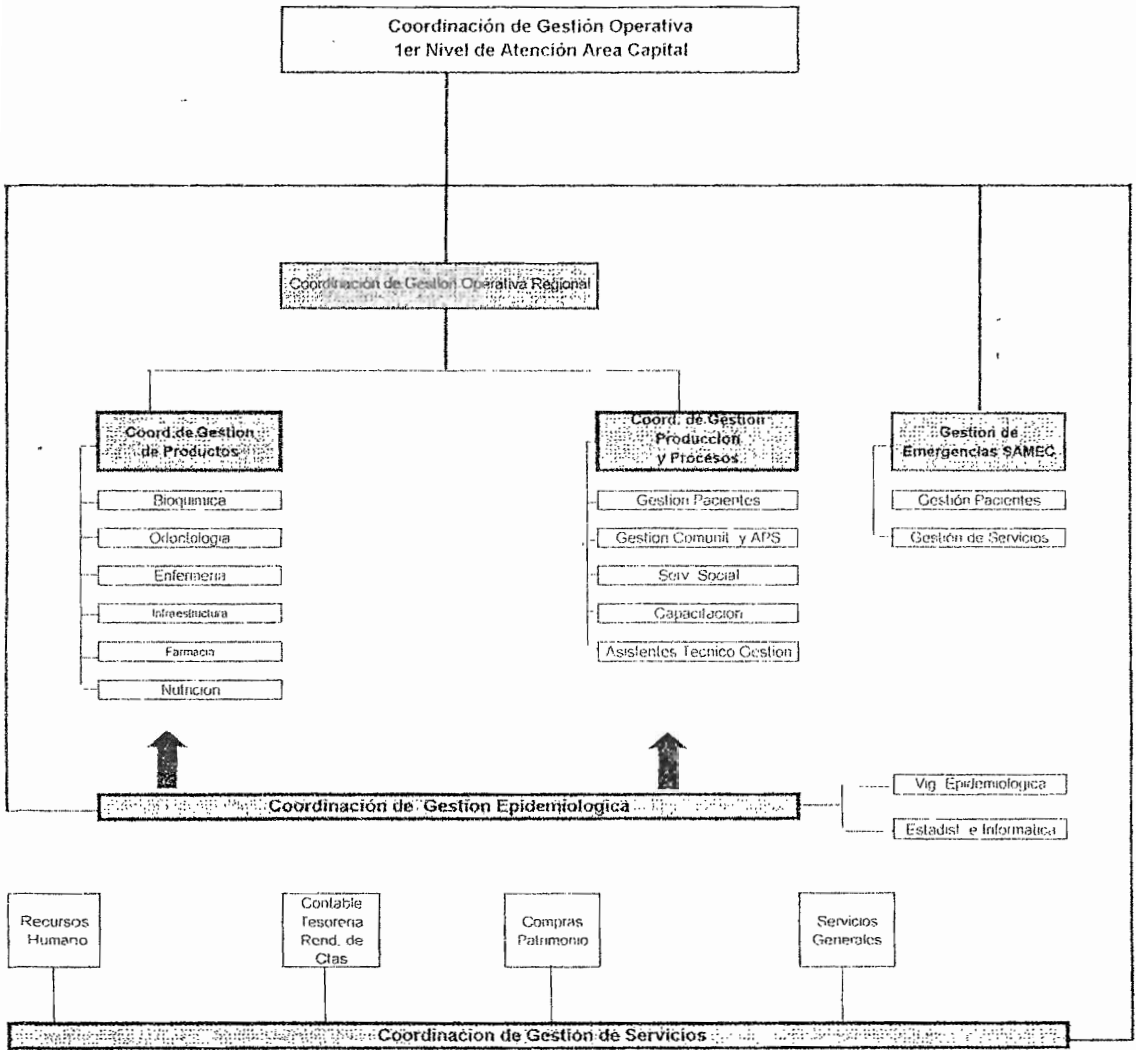 Coordinación de Gestión Operativa
1er Nivel de Atención Area Capital
Coordinación de Gestion Operativa Regional
Coord.de Gestion
de Productos
Bioquimica
Odontologia
Enfermeria
Infraestructura
Farmacia
Nutricion
Coord. de Gestion
Produccion
y Procesos
Gestion Pacientes
Gestion Comunit y APS
Serv Social
Capacitacion
Asistentes Tecnico Gestion
Gestion de
Emergencias SAMEC
Gestión Pacientes
Gestión de Servicios
Coordinación de Gestion Epidemiologica
Vig Epidemiologica
Estadist e Informatica
Recursos
Humano
Contable
Tesoreria
Rend. de
Ctas
Compras
Patrimonio
Servicios
Generales
Coordinacion de Gestión de Servicios